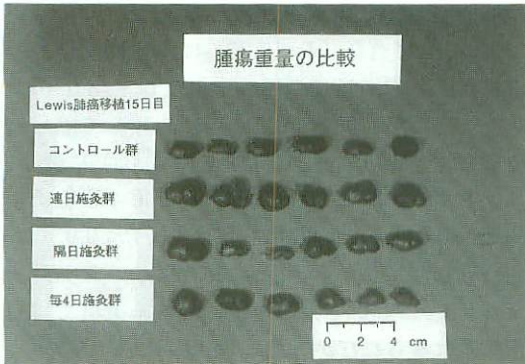 腫瘍重量の比較
Lewis肺癌移植15日目
コントロール群
連日施灸群
隔日施灸群
毎4日施灸群
0 2 4 cm